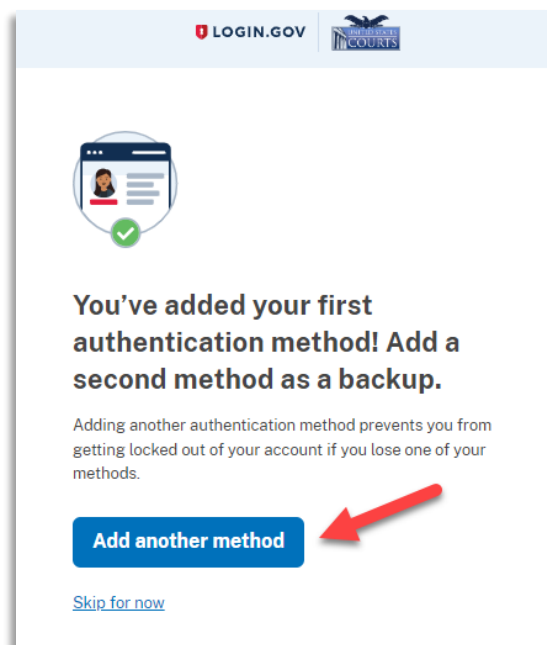 LOGIN.GOV
UNITED STATES
COURTS
You’ve added your first
authentication method! Add a
second method as a backup.
Adding another authentication method prevents you from
getting locked out of your account if you lose one of your
methods.
Add another method
Skip for now